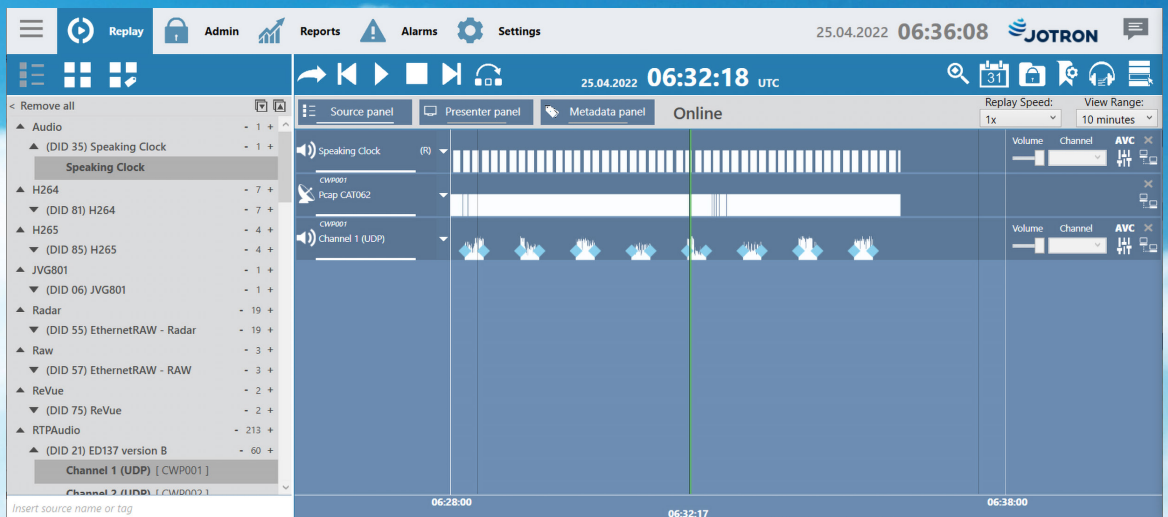 Replay
Admin
Reports
Alarms
Settings
25.04.2022 06:36:08
JOTRON
25.04.2022 06:32:18 UTC
31
< Remove all
Source panel
Presenter panel
Metadata panel
Online
Replay Speed:
1x
View Range:
10 minutes
Audio - 1 +
(DID 35) Speaking Clock - 1 +
Speaking Clock
H264 - 7 +
(DID 81) H264 - 7 +
H265 - 4 +
(DID 85) H265 - 4 +
JVG801 - 1 +
(DID 06) JVG801 - 1 +
Radar - 19 +
(DID 55) EthernetRAW - Radar - 19 +
Raw - 3 +
(DID 57) EthernetRAW - RAW - 3 +
ReVue - 2 +
(DID 75) ReVue - 2 +
RTPAudio - 213 +
(DID 21) ED137 version B - 60 +
Channel 1 (UDP) [ CWP001 ]
Channel 2 (UDP) [ CWP002 ]
Insert source name or tag
Speaking Clock (R)
Volume Channel AVC
CWP001
Pcap CAT062
CWP001
Channel 1 (UDP)
Volume Channel AVC
06:28:00
06:32:17
06:38:00